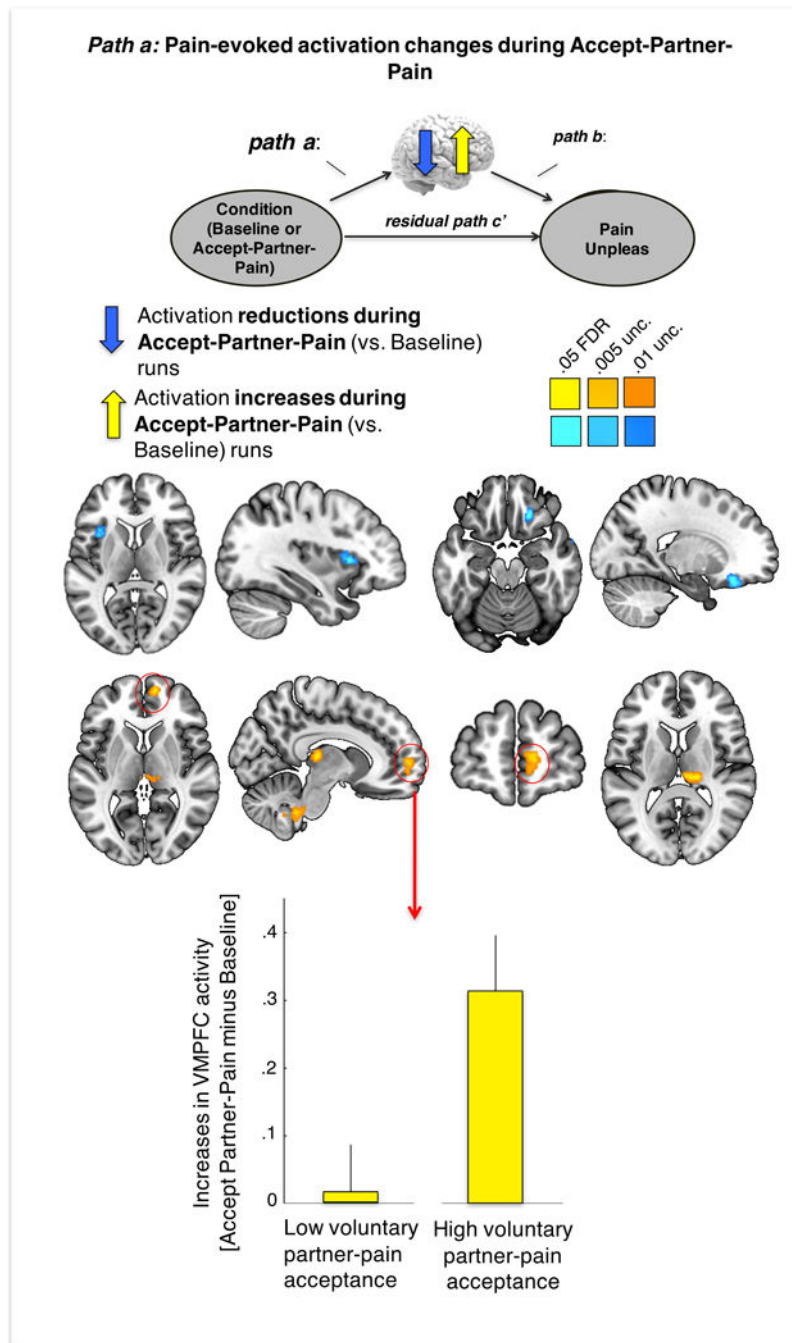 Path a: Pain-evoked activation changes during Accept-Partner-
Pain
path a:
path b:
Condition
(Baseline or
Accept-Partner-
Pain)
residual path c'
Pain
Unpleas
Activation reductions during
Accept-Partner-Pain (vs. Baseline)
runs
Activation increases during
Accept-Partner-Pain (vs.
Baseline) runs
.05 FDR
.005 unc.
.01 unc.
Increases in VMPFC activity
[Accept Partner-Pain minus Baseline]
.4
.3
.2
.1
0
Low voluntary
partner-pain
acceptance
High voluntary
partner-pain
acceptance